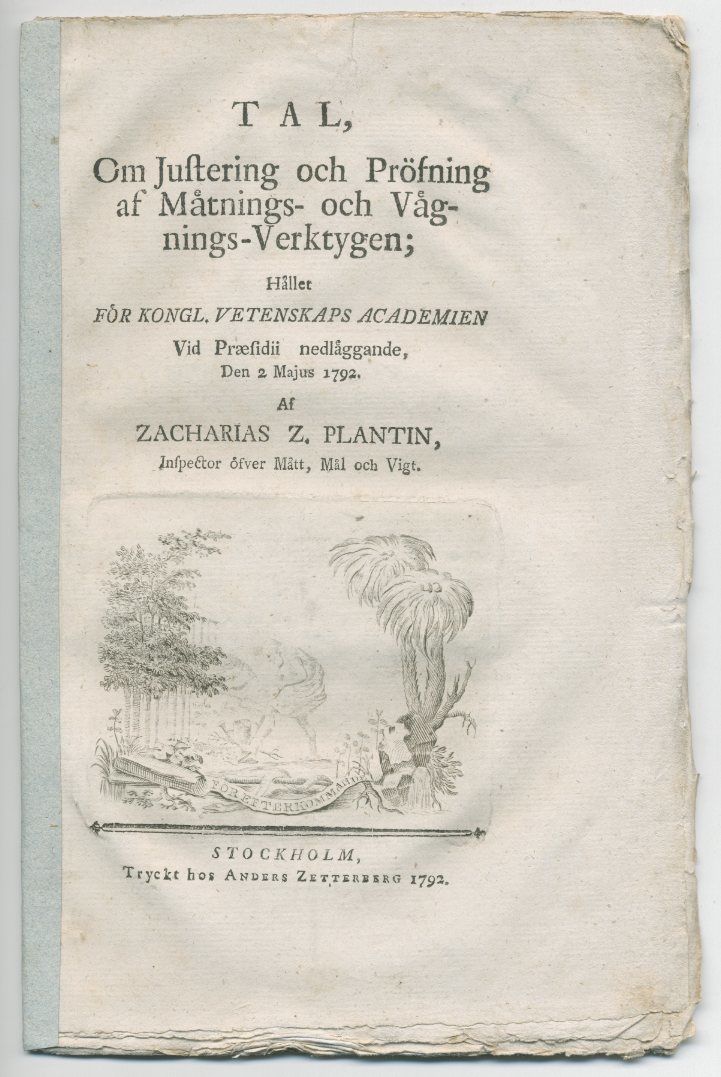 TAL,
Om Juſtering och Pröfning
af Måtnings- och Våg-
nings-Verktygen;
Hållet
FÖR KONGL. VETENSKAPS ACADEMIEN
Vid Præſidii nedlåggande,
Den 2 Majus 1792.
Af
ZACHARIAS Z. PLANTIN,
Inſpector öfver Mått, Mål och Vigt.
FÖR EFTERKOMMANDE
STOCKHOLM,
Tryckt hos ANDERS ZETTERBERG 1792.